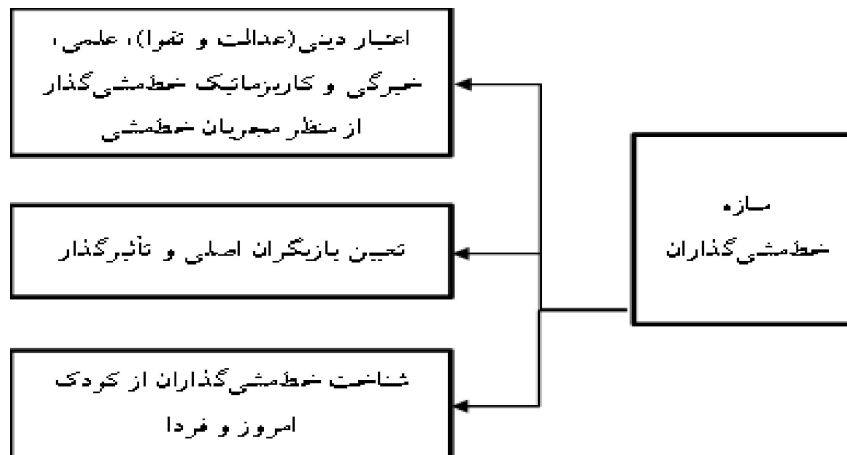 سازه
خط‌مشی‌گذاران
اعتبار دینی(عدالت و تقوا)، علمی،
خبرگی و کاریزماتیک خط‌مشی‌گذار
از منظر مجریان خط‌مشی
تعیین بازیگران اصلی و تأثیرگذار
شناخت خط‌مشی‌گذاران از کودک
امروز و فردا